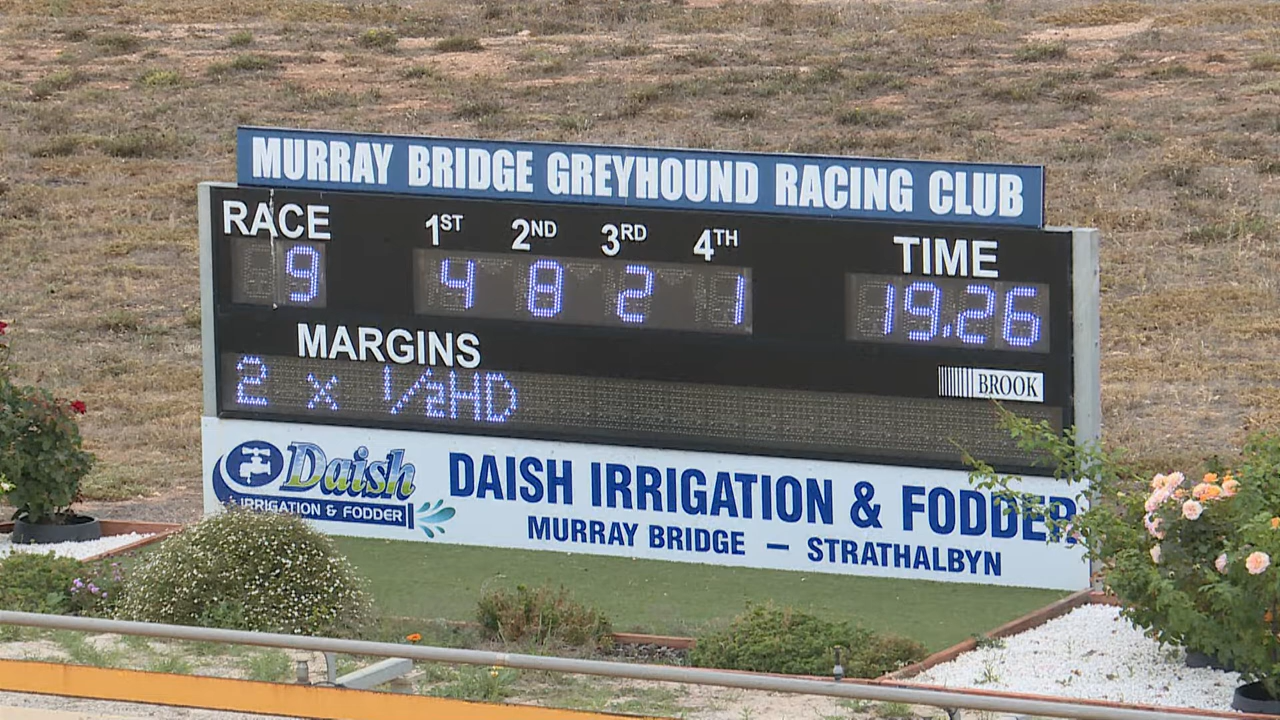 MURRAY BRIDGE GREYHOUND RACING CLUB
RACE 1ST 2ND 3RD 4TH TIME
9 4 8 2 1 19.26
MARGINS
BROOK
2 x 1/2HD
Daish
IRRIGATION & FODDER
DAISH IRRIGATION & FODDER
MURRAY BRIDGE – STRATHALBYN